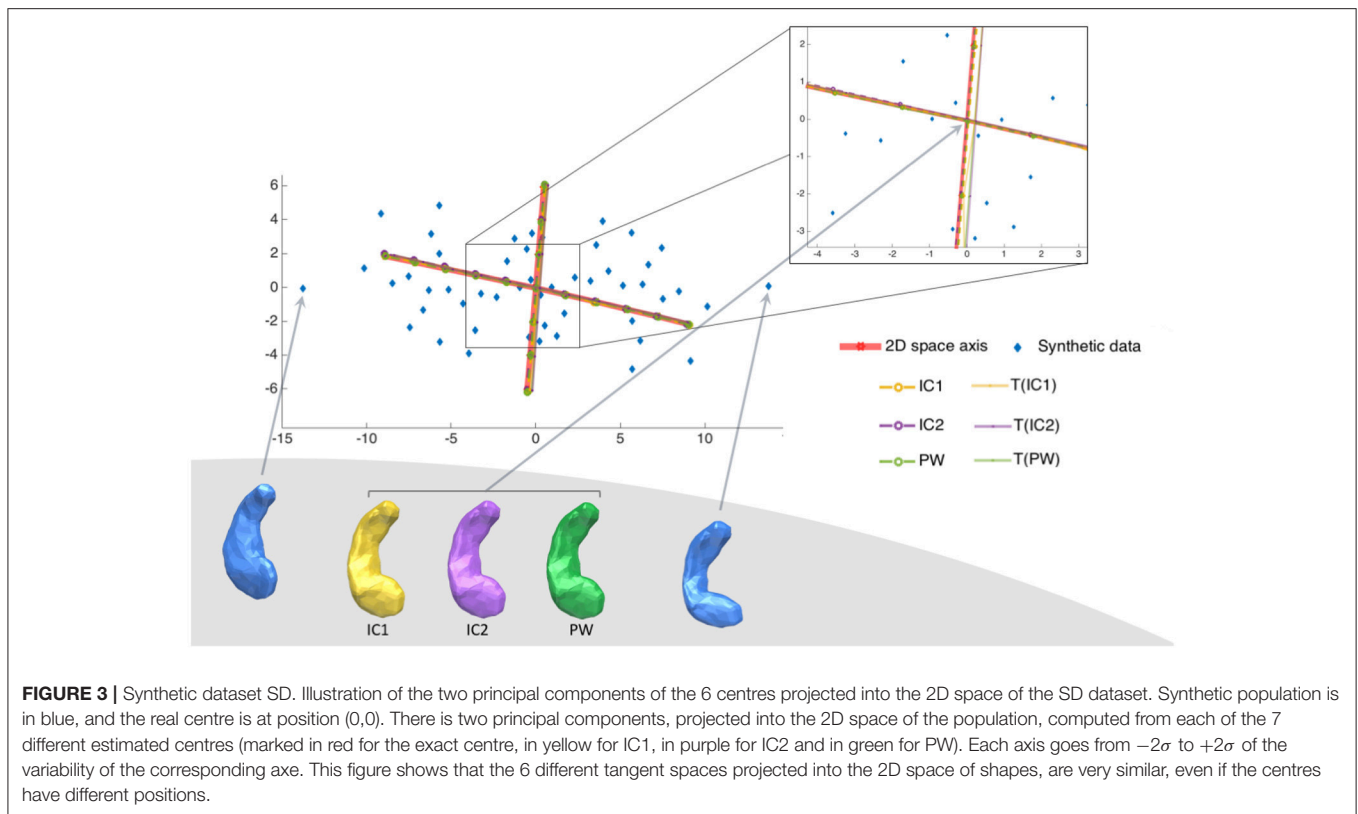 2
1
0
-1
-2
-3
-4 -3 -2 -1 0 1 2 3
6
4
2
0
-2
-4
-6
-15 -10 -5 0 5 10
2D space axis Synthetic data
IC1 T(IC1)
IC2 T(IC2)
PW T(PW)
IC1 IC2 PW
FIGURE 3 | Synthetic dataset SD. Illustration of the two principal components of the 6 centres projected into the 2D space of the SD dataset. Synthetic population is
in blue, and the real centre is at position (0,0). There is two principal components, projected into the 2D space of the population, computed from each of the 7
different estimated centres (marked in red for the exact centre, in yellow for IC1, in purple for IC2 and in green for PW). Each axis goes from −2σ to +2σ of the
variability of the corresponding axe. This figure shows that the 6 different tangent spaces projected into the 2D space of shapes, are very similar, even if the centres
have different positions.